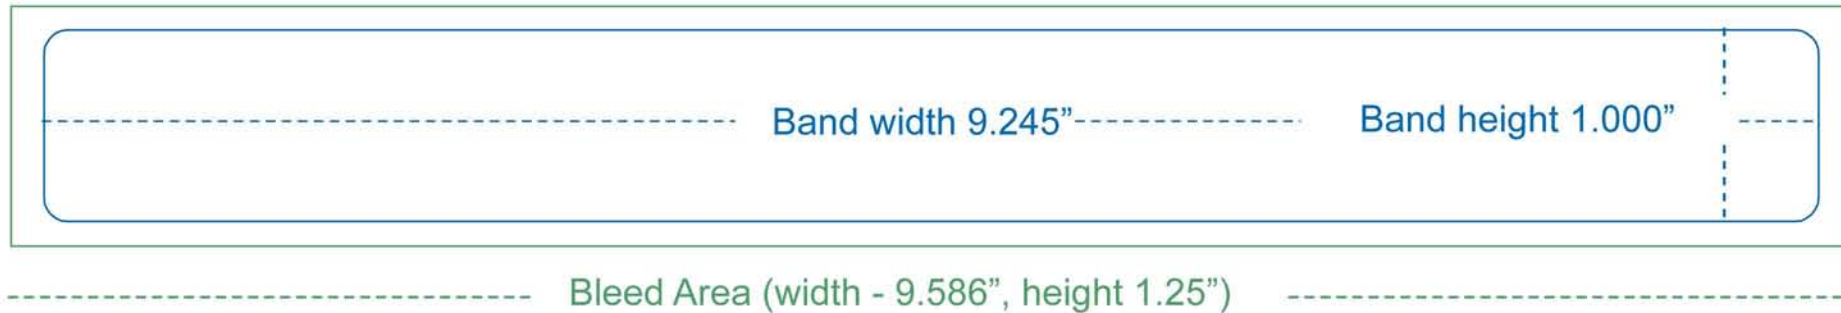 Band width 9.245” Band height 1.000”
Bleed Area (width - 9.586”, height 1.25”)